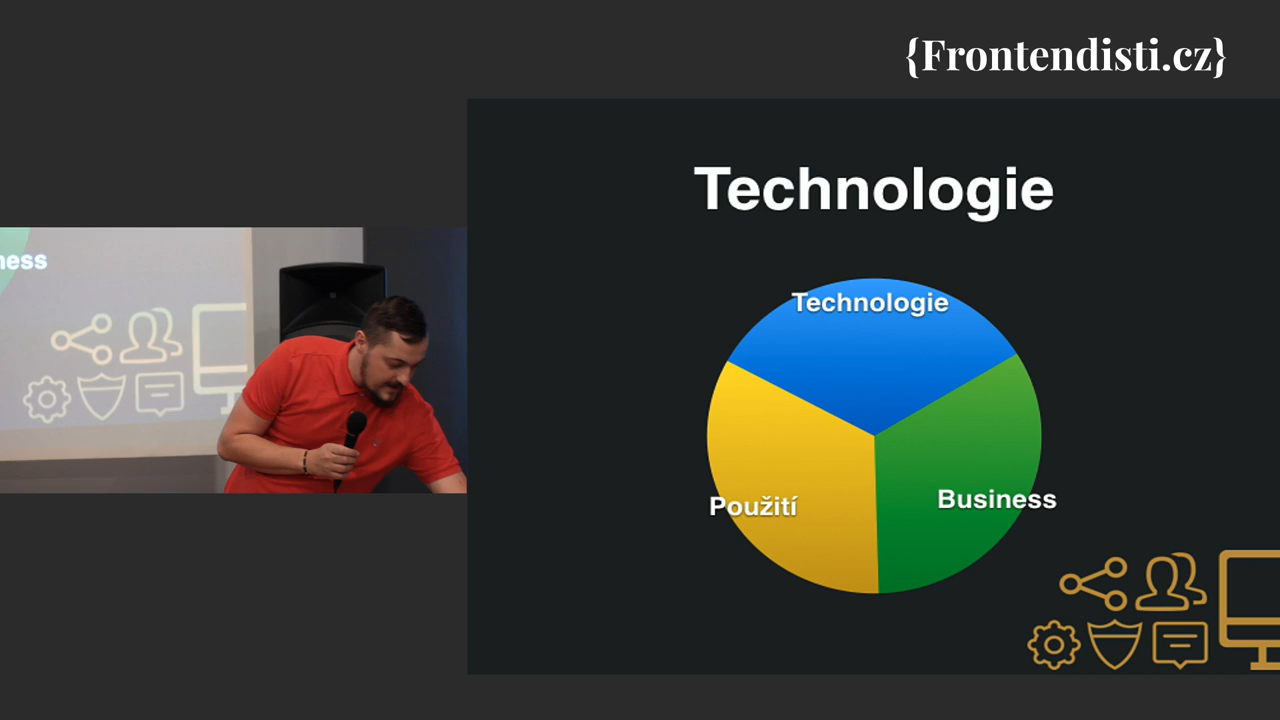 {Frontendisti.cz}
Technologie
Technologie
ness
Použití
Business